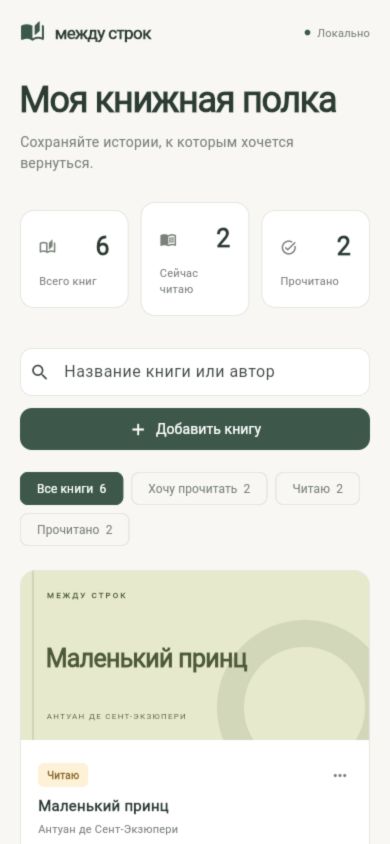 между строк
Локально
Моя книжная полка
Сохраняйте истории, к которым хочется
вернуться.
6
Всего книг
2
Сейчас
читаю
2
Прочитано
Название книги или автор
Добавить книгу
Все книги 6
Хочу прочитать 2
Читаю 2
Прочитано 2
МЕЖДУ СТРОК
Маленький принц
АНТУАН ДЕ СЕНТ-ЭКЗЮПЕРИ
Читаю
Маленький принц
Антуан де Сент-Экзюпери